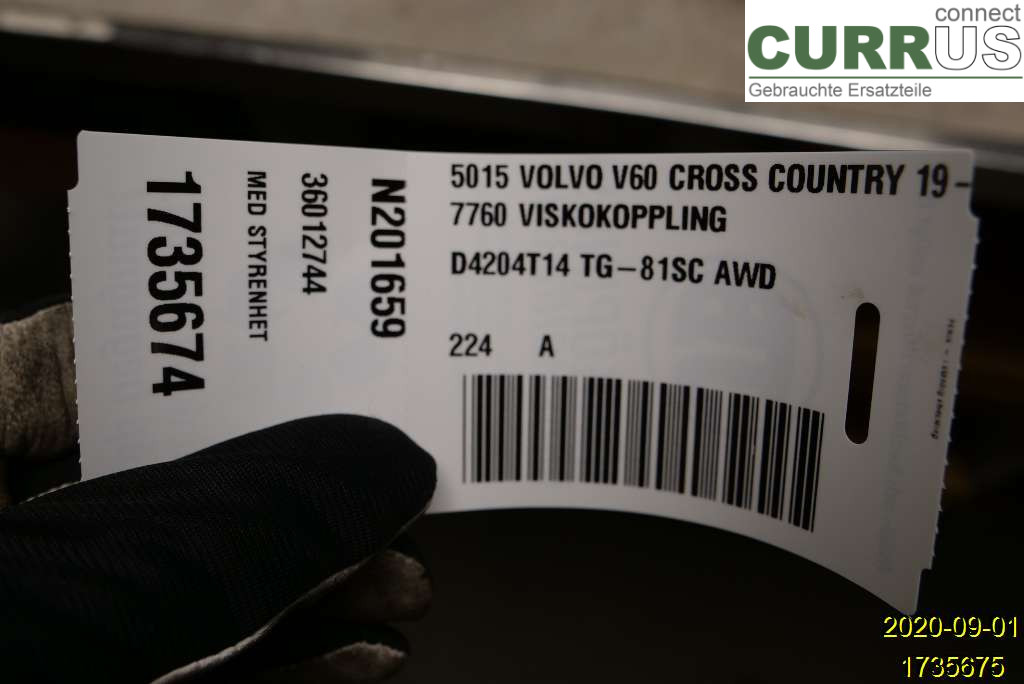 connect
CURRUS
Gebrauchte Ersatzteile
5015 VOLVO V60 CROSS COUNTRY 19-
7760 VISKOKOPPLING
D4204T14 TG-81SC AWD
224 A
N201659
36012744
MED STYRENHET
1735674
2020-09-01
1735675